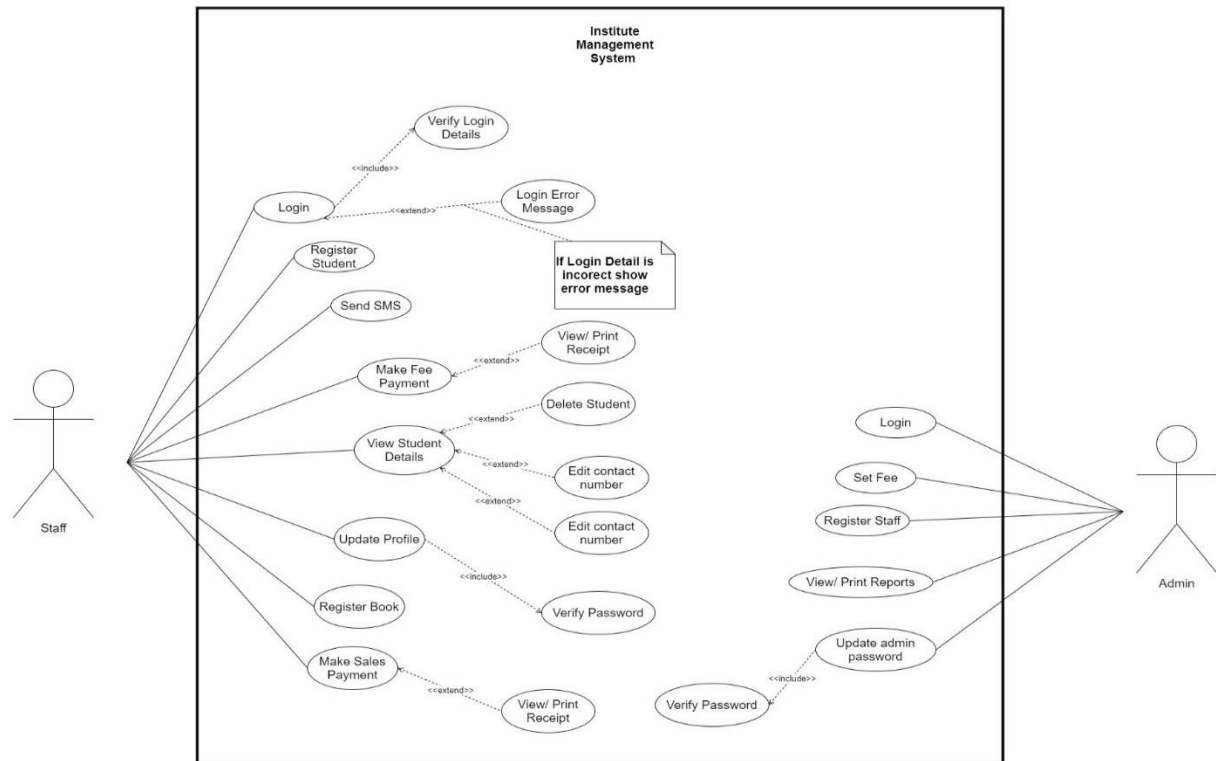 Institute
Management
System
Verify Login
Details
<<include>>
Login
Login Error
Message
<<extend>>
If Login Detail is
incorect show
error message
Register
Student
Send SMS
View/ Print
Receipt
<<extend>>
Make Fee
Payment
Delete Student
<<extend>>
View Student
Details
<<extend>>
Edit contact
number
<<extend>>
Edit contact
number
Update Profile
<<include>>
Verify Password
Register Book
Make Sales
Payment
<<extend>>
View/ Print
Receipt
Staff
Login
Set Fee
Register Staff
View/ Print Reports
Update admin
password
<<include>>
Verify Password
Admin